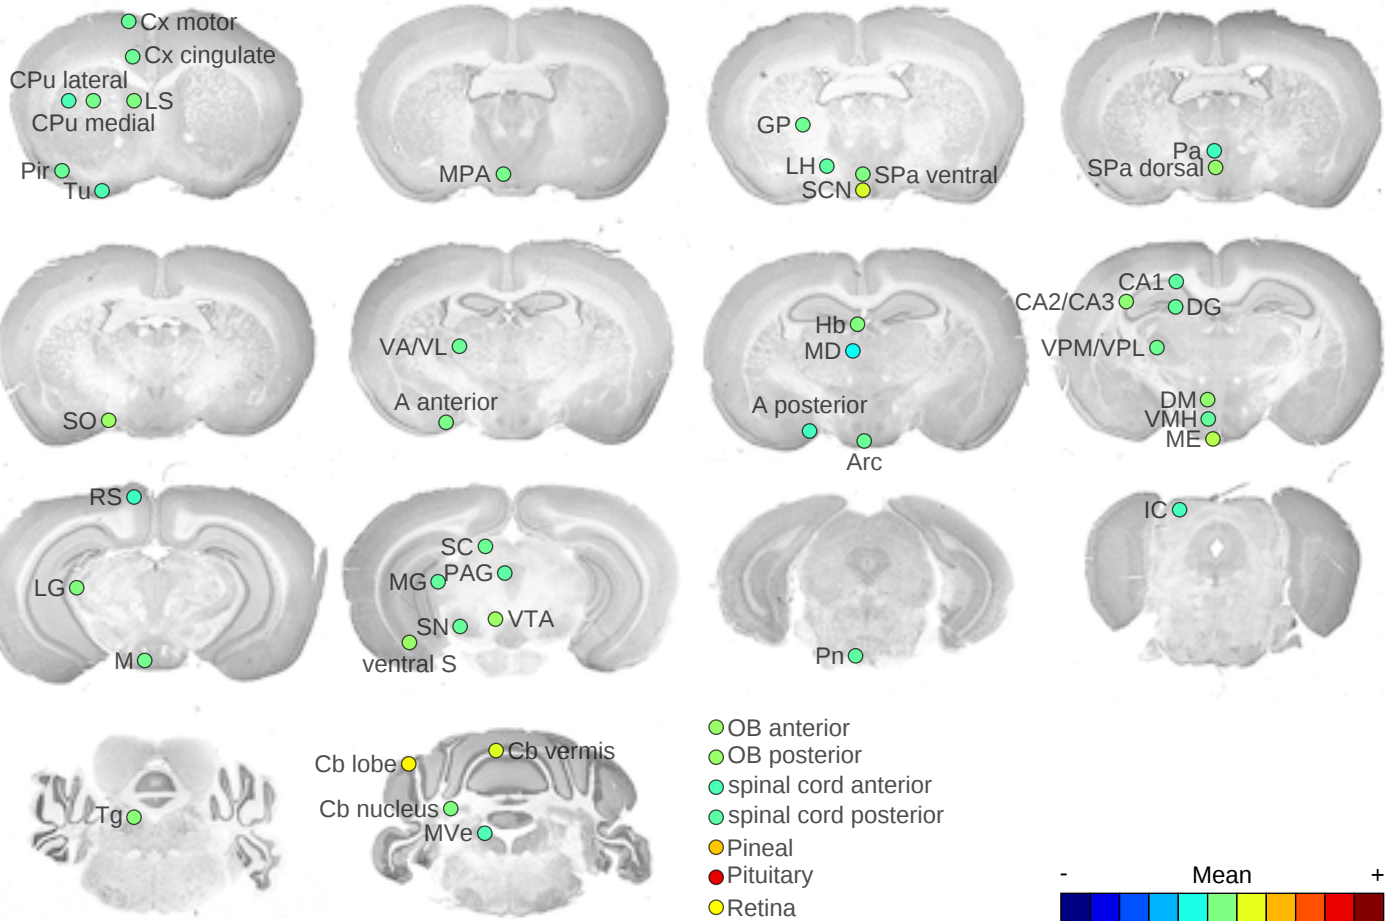 Cx motor
Cx cingulate
CPu lateral
LS
CPu medial
Pir
Tu
MPA
GP
LH
SPa ventral
SCN
Pa
SPa dorsal
SO
VA/VL
A anterior
Hb
MD
A posterior
Arc
CA1
CA2/CA3
DG
VPM/VPL
DM
VMH
ME
RS
LG
M
SC
MG
PAG
SN
VTA
ventral S
Pn
IC
Tg
Cb lobe
Cb vermis
Cb nucleus
MVe
OB anterior
OB posterior
spinal cord anterior
spinal cord posterior
Pineal
Pituitary
Retina
- Mean +